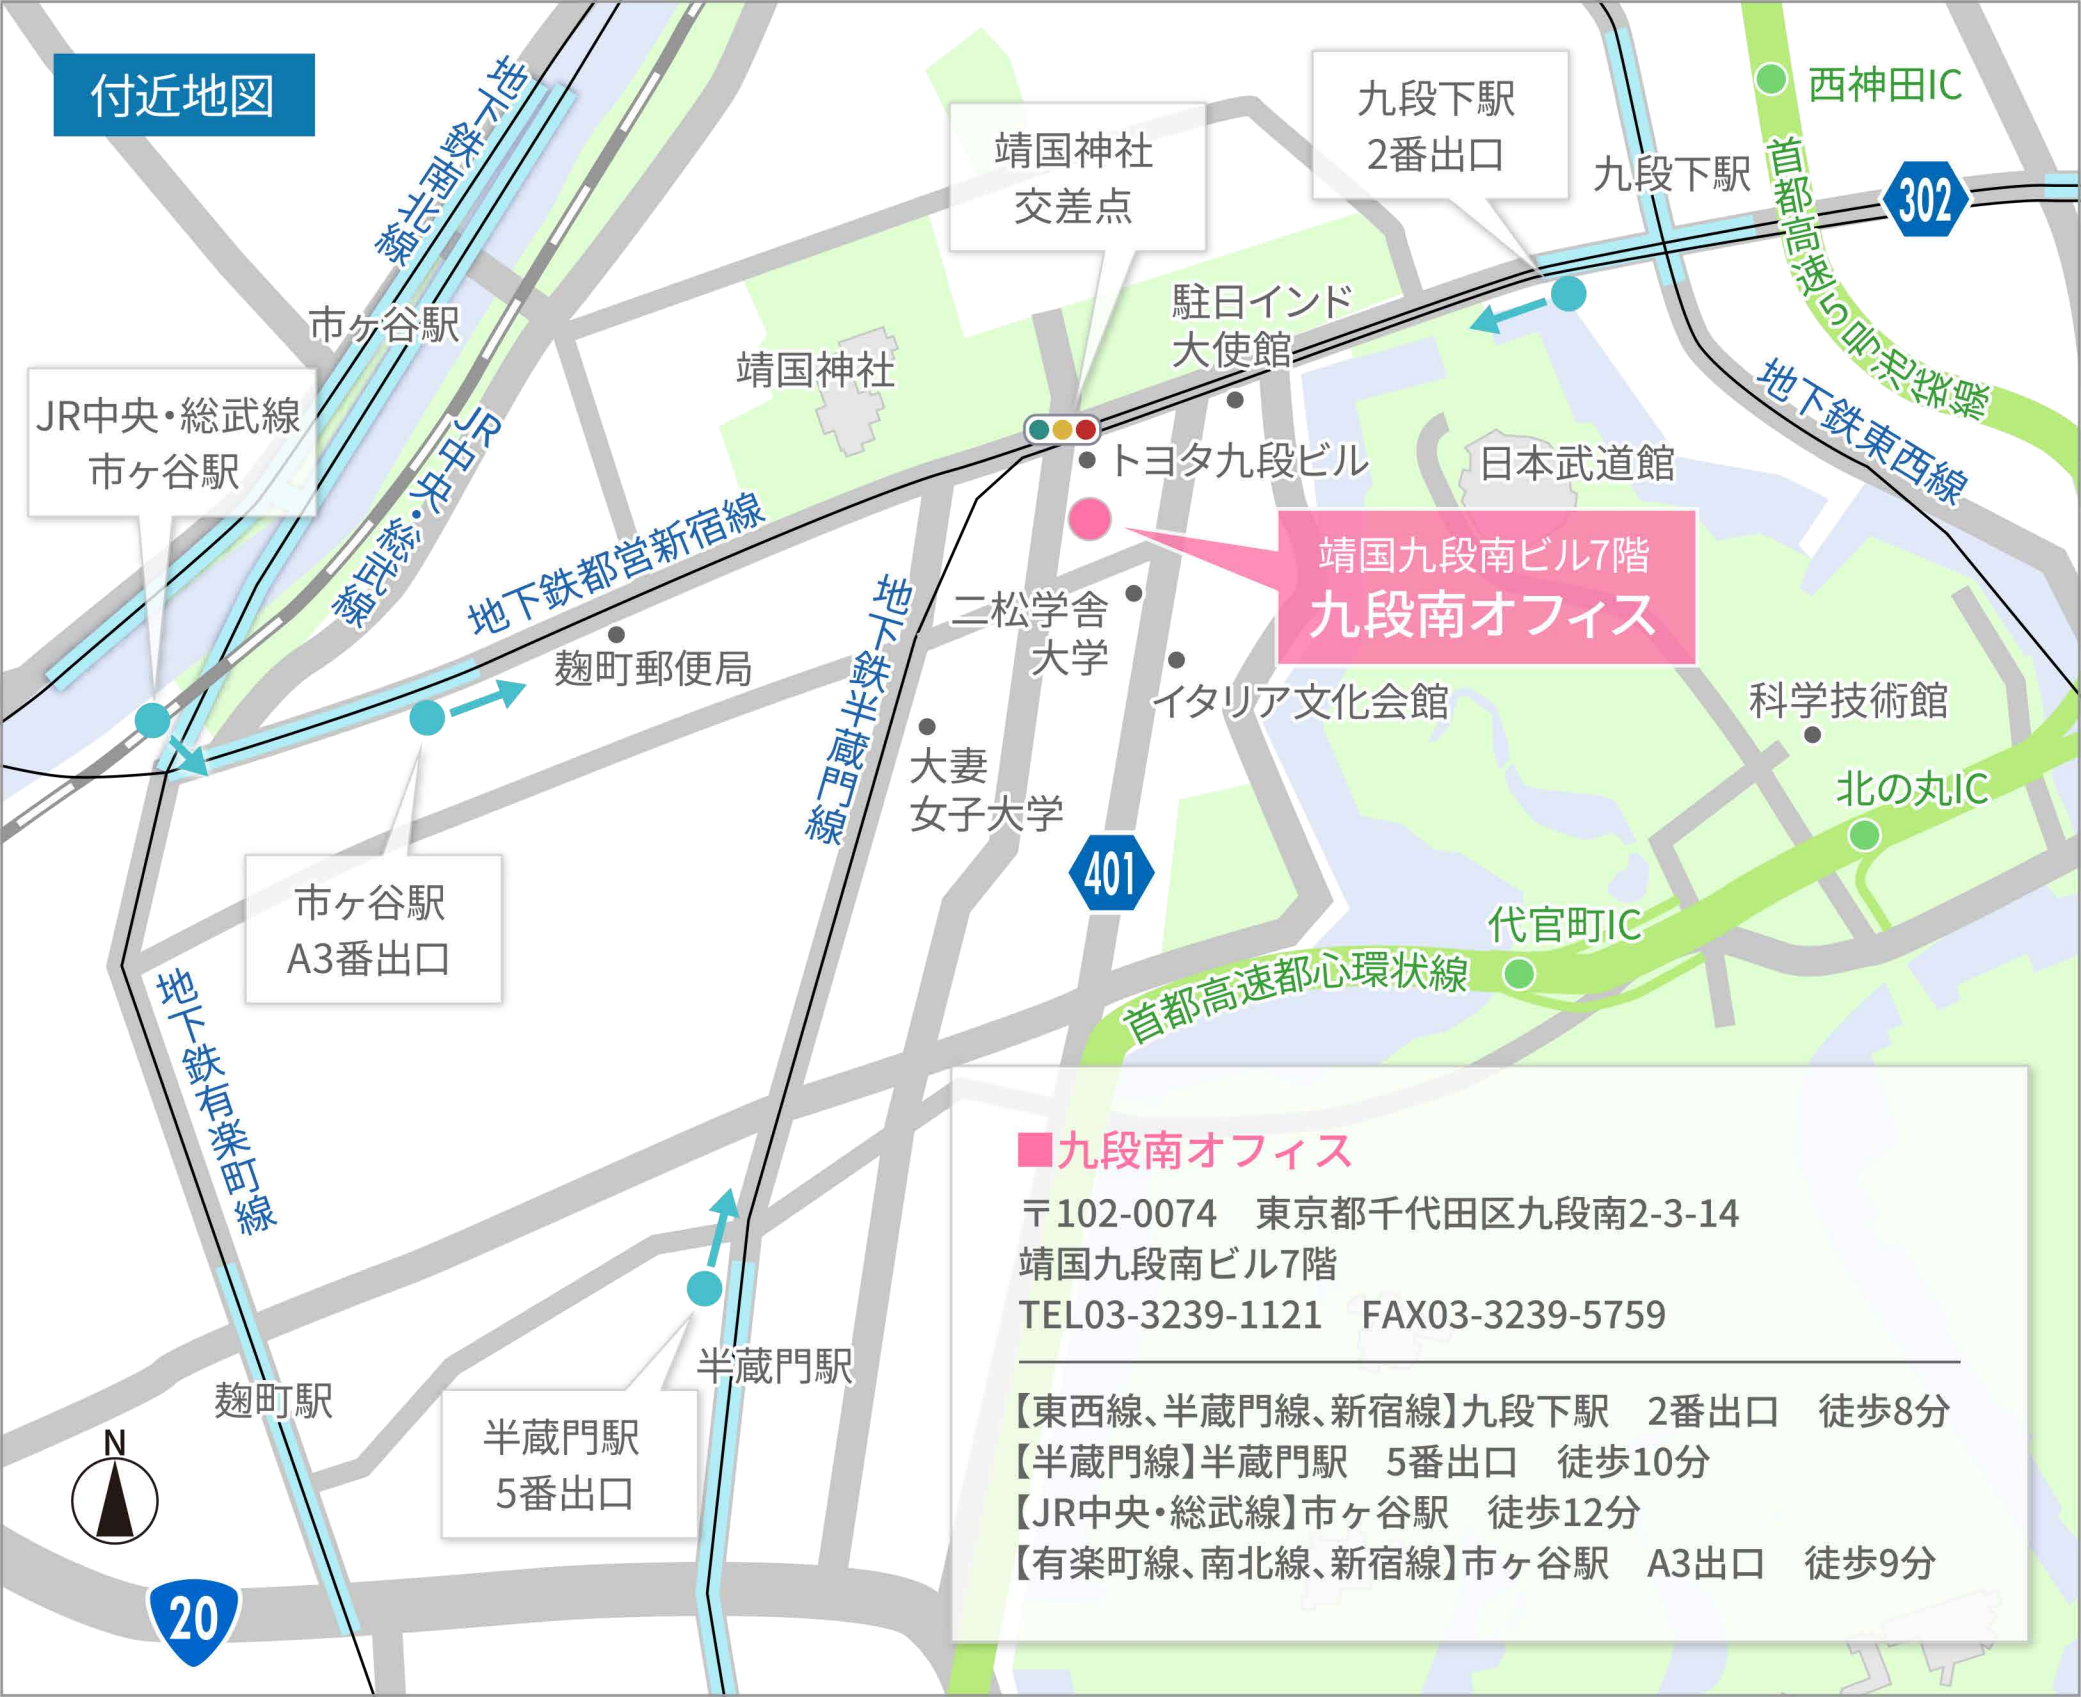 付近地図
地下鉄南北線
市ヶ谷駅
JR中央・総武線
市ヶ谷駅
JR中央・総武線
靖国神社
交差点
九段下駅
2番出口
九段下駅
西神田IC
首都高速5号池袋線
302
駐日インド
大使館
靖国神社
トヨタ九段ビル
日本武道館
地下鉄東西線
地下鉄都営新宿線
靖国九段南ビル7階
九段南オフィス
地下鉄半蔵門線
二松学舎
大学
麹町郵便局
イタリア文化会館
科学技術館
大妻
女子大学
北の丸IC
401
市ヶ谷駅
A3番出口
代官町IC
首都高速都心環状線
地下鉄有楽町線
半蔵門駅
麹町駅
半蔵門駅
5番出口
N
20
■九段南オフィス
〒102-0074　東京都千代田区九段南2-3-14
靖国九段南ビル7階
TEL03-3239-1121　FAX03-3239-5759
【東西線、半蔵門線、新宿線】九段下駅　2番出口　徒歩8分
【半蔵門線】半蔵門駅　5番出口　徒歩10分
【JR中央・総武線】市ヶ谷駅　徒歩12分
【有楽町線、南北線、新宿線】市ヶ谷駅　A3出口　徒歩9分